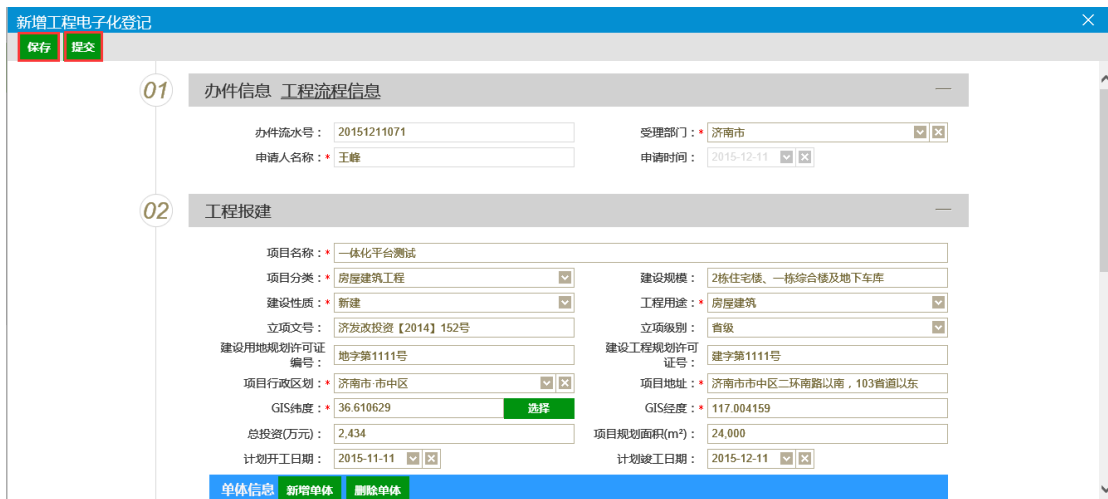 新增工程电子化登记
保存 提交
01 办件信息 工程流程信息
办件流水号： 20151211071 受理部门：* 济南市
申请人名称：* 王峰 申请时间： 2015-12-11
02 工程报建
项目名称：* 一体化平台测试
项目分类：* 房屋建筑工程 建设规模： 2栋住宅楼、一栋综合楼及地下车库
建设性质：* 新建 工程用途：* 房屋建筑
立项文号： 济发改投资【2014】152号 立项级别： 省级
建设用地规划许可证 建设工程规划许可
编号： 地字第1111号 证号： 建字第1111号
项目行政区划：* 济南市·市中区 项目地址：* 济南市市中区二环南路以南，103省道以东
GIS纬度：* 36.610629 选择 GIS经度：* 117.004159
总投资(万元)： 2,434 项目规划面积(m²)： 24,000
计划开工日期： 2015-11-11 计划竣工日期： 2015-12-11
单体信息 新增单体 删除单体